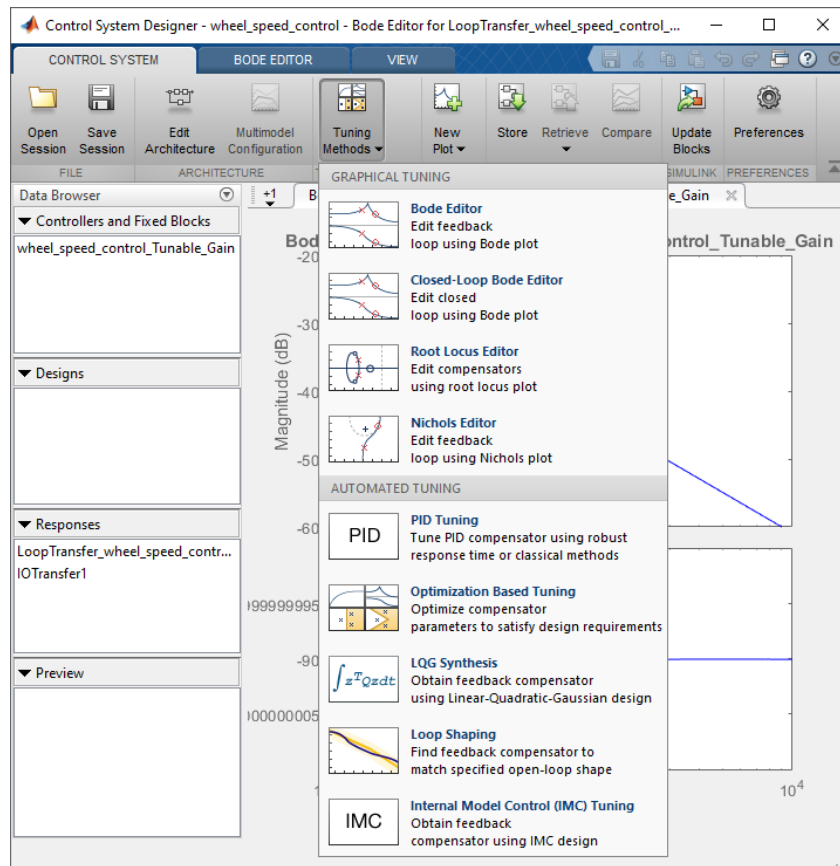 Control System Designer - wheel_speed_control - Bode Editor for LoopTransfer_wheel_speed_control_...
CONTROL SYSTEM
BODE EDITOR
VIEW
Open Session
Save Session
Edit Architecture
Multimodel Configuration
Tuning Methods
New Plot
Store
Retrieve
Compare
Update Blocks
Preferences
FILE
ARCHITECTURE
SIMULINK
PREFERENCES
Data Browser
Controllers and Fixed Blocks
wheel_speed_control_Tunable_Gain
Designs
Responses
LoopTransfer_wheel_speed_contr...
IOTransfer1
Preview
+1
B
e_Gain
Bod
ontrol_Tunable_Gain
Magnitude (dB)
-20
-30
-40
-50
-60
999999995
-90
000000005
1
10^4
GRAPHICAL TUNING
Bode Editor
Edit feedback
loop using Bode plot
Closed-Loop Bode Editor
Edit closed
loop using Bode plot
Root Locus Editor
Edit compensators
using root locus plot
Nichols Editor
Edit feedback
loop using Nichols plot
AUTOMATED TUNING
PID
PID Tuning
Tune PID compensator using robust
response time or classical methods
Optimization Based Tuning
Optimize compensator
parameters to satisfy design requirements
∫z^T Qzdt
LQG Synthesis
Obtain feedback compensator
using Linear-Quadratic-Gaussian design
Loop Shaping
Find feedback compensator to
match specified open-loop shape
IMC
Internal Model Control (IMC) Tuning
Obtain feedback
compensator using IMC design